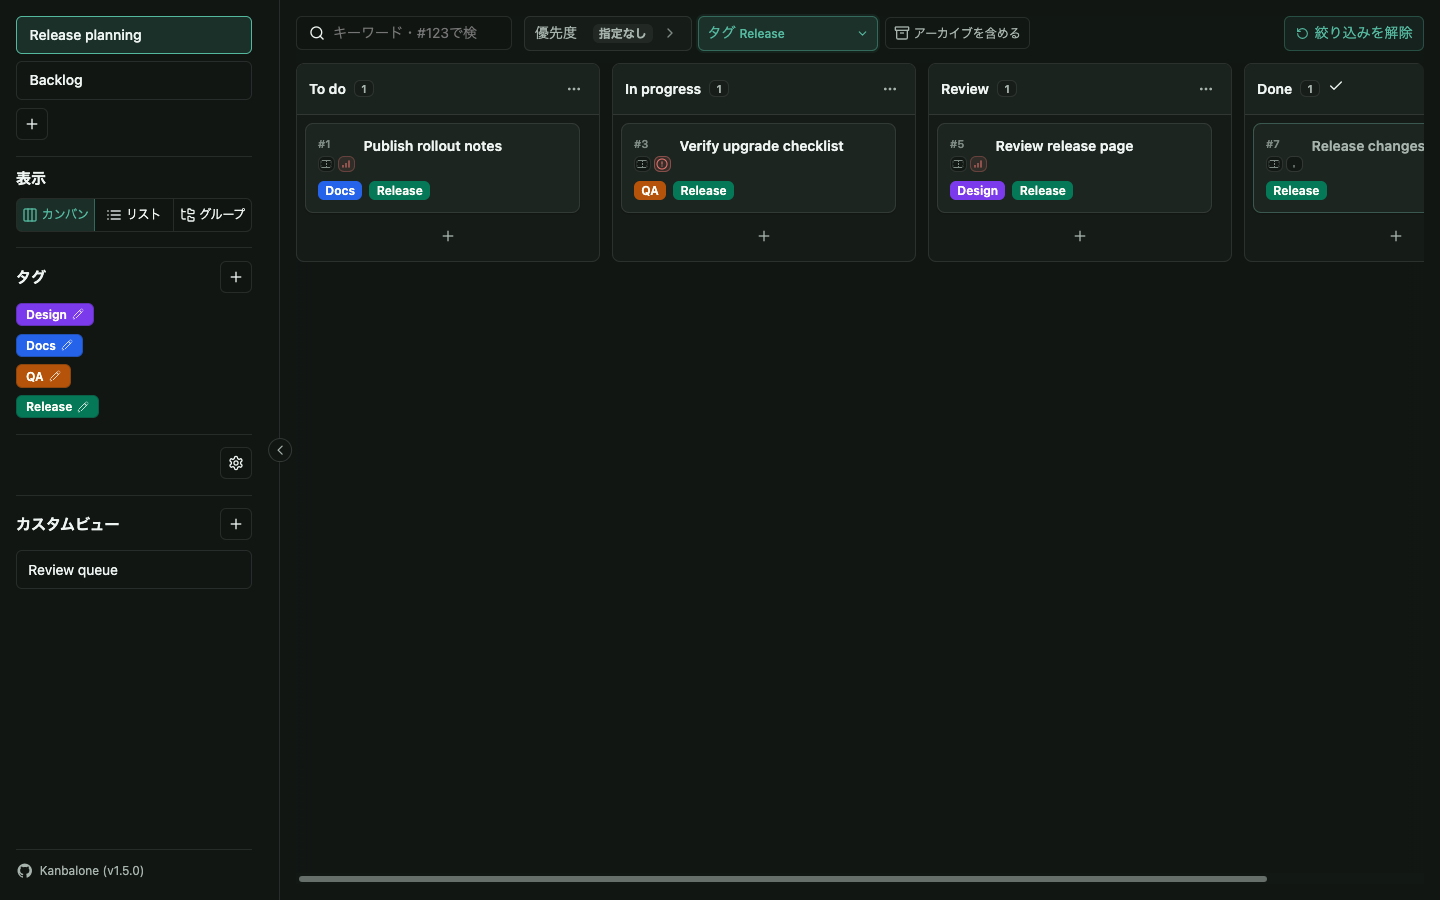 Release planning
Backlog
表示
カンバン リスト グループ
タグ
Design
Docs
QA
Release
カスタムビュー
Review queue
Kanbalone (v1.5.0)
キーワード・#123で検 優先度 指定なし タグ Release アーカイブを含める 絞り込みを解除
To do 1
#1 Publish rollout notes
Docs Release
In progress 1
#3 Verify upgrade checklist
QA Release
Review 1
#5 Review release page
Design Release
Done 1
#7 Release changes
Release